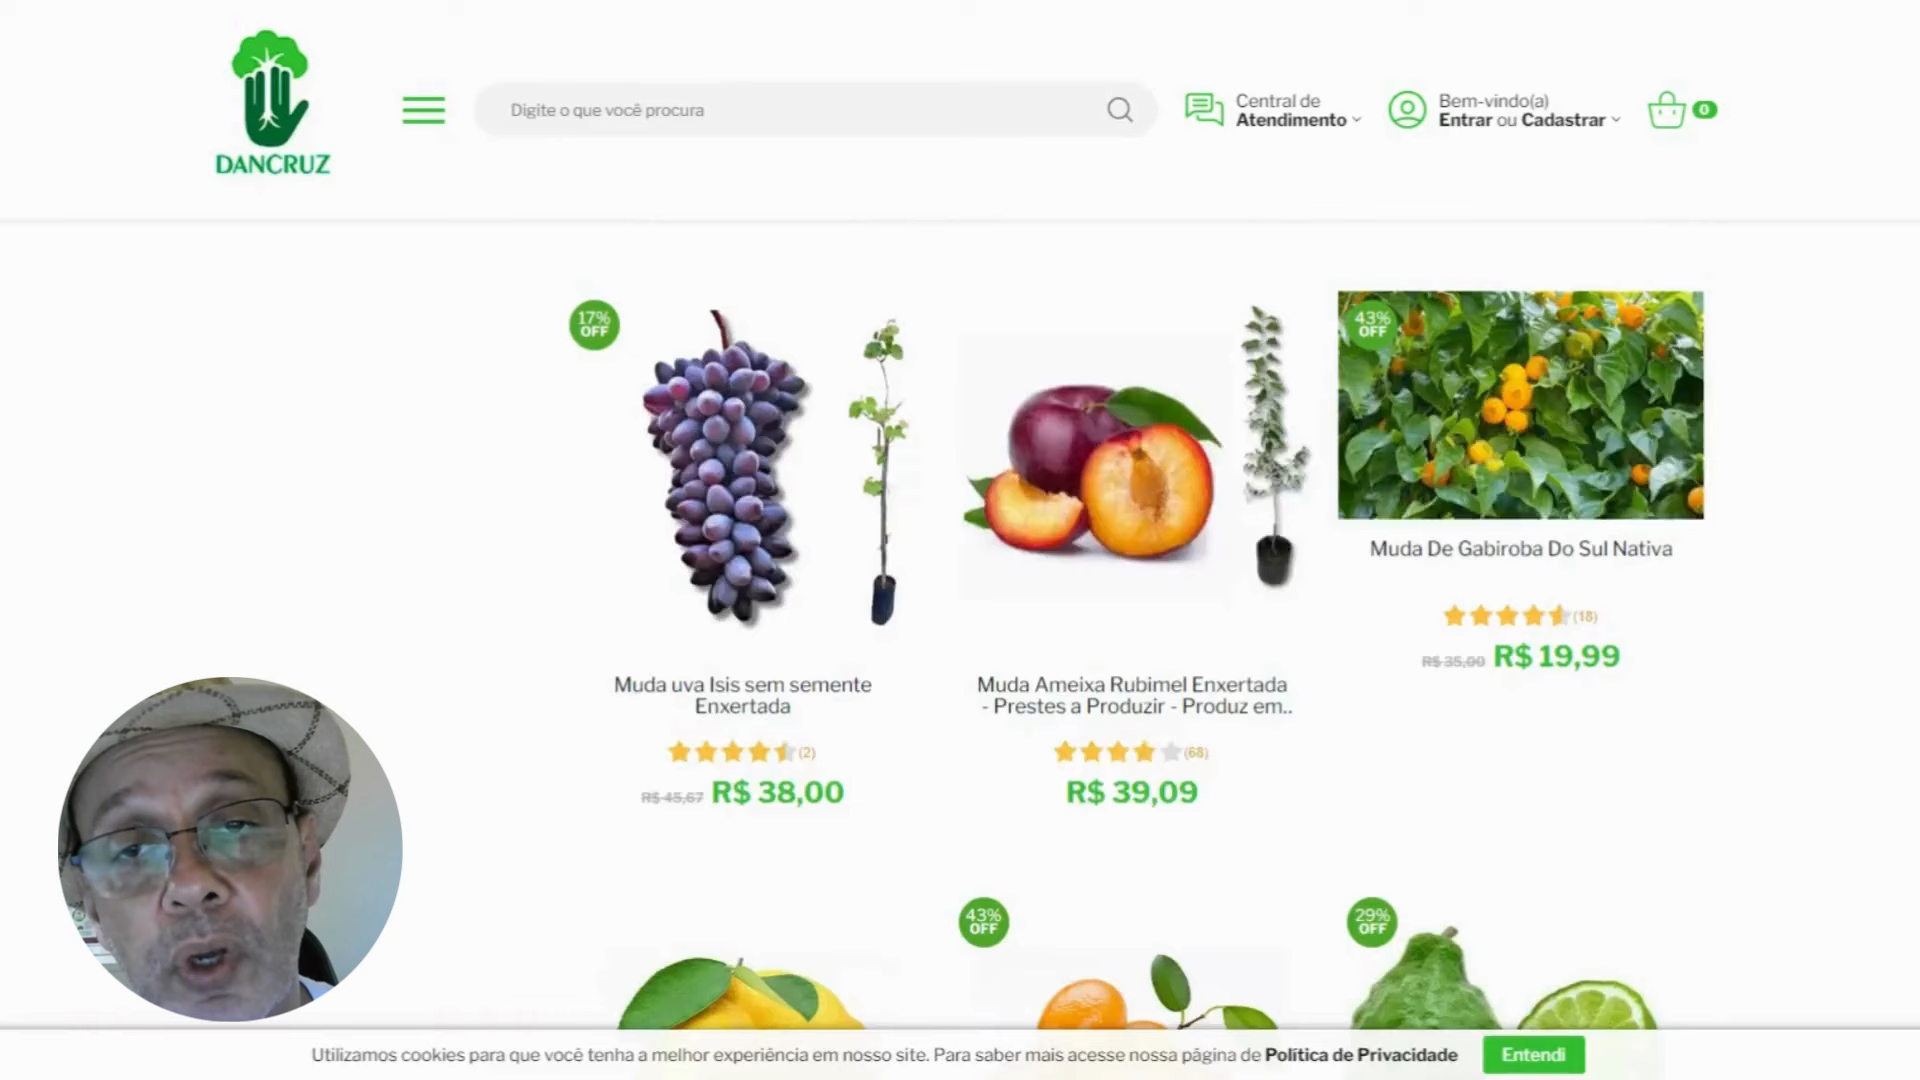 DANCRUZ
Digite o que você procura
Central de
Atendimento
Bem-vindo(a)
Entrar ou Cadastrar
0
17%
OFF
Muda uva Isis sem semente
Enxertada
(2)
R$ 45,67 R$ 38,00
Muda Ameixa Rubimel Enxertada
- Prestes a Produzir - Produz em..
(68)
R$ 39,09
43%
OFF
Muda De Gabiroba Do Sul Nativa
(18)
R$ 35,00 R$ 19,99
43%
OFF
29%
OFF
Utilizamos cookies para que você tenha a melhor experiência em nosso site. Para saber mais acesse nossa página de Política de Privacidade
Entendi